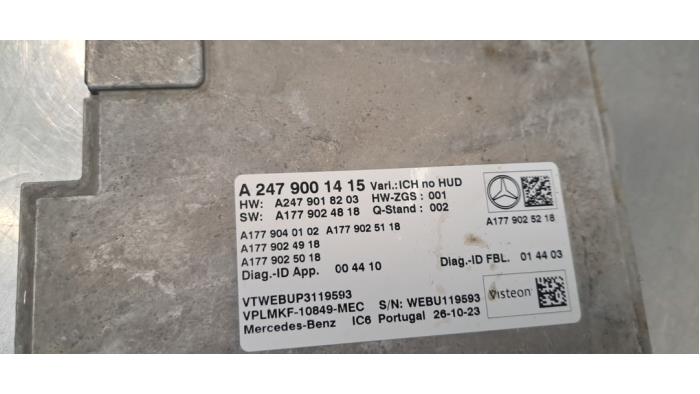 A 247 900 14 15 Vari.:ICH no HUD
HW: A247 901 82 03 HW-ZGS : 001
SW: A177 902 48 18 Q-Stand : 002
A177 902 52 18
A177 904 01 02 A177 902 51 18
A177 902 49 18
A177 902 50 18
Diag.-ID App. 00 44 10 Diag.-ID FBL. 01 44 03
VTWEBUP3119593
VPLMKF-10849-MEC S/N: WEBU119593
Visteon
Mercedes-Benz IC6 Portugal 26-10-23